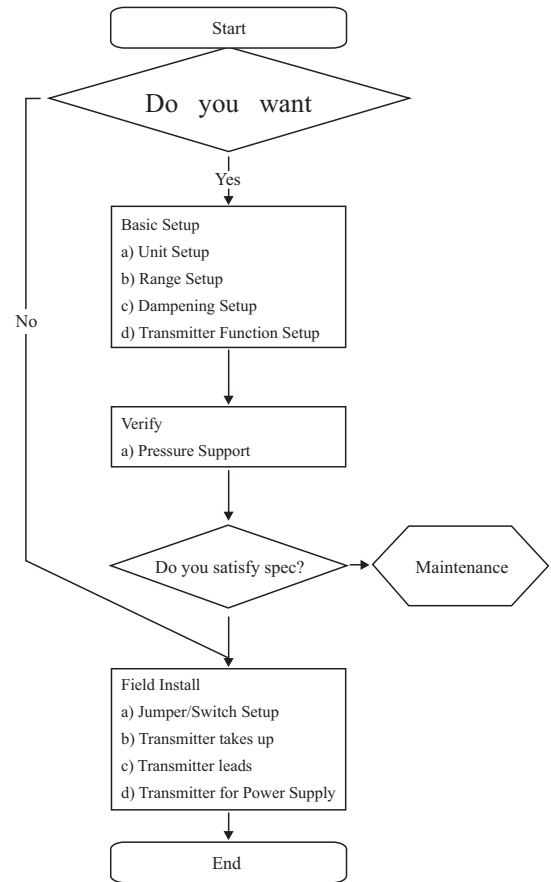 Start
Do you want
Yes
Basic Setup
a) Unit Setup
b) Range Setup
c) Dampening Setup
d) Transmitter Function Setup
No
Verify
a) Pressure Support
Do you satisfy spec?
Maintenance
Field Install
a) Jumper/Switch Setup
b) Transmitter takes up
c) Transmitter leads
d) Transmitter for Power Supply
End